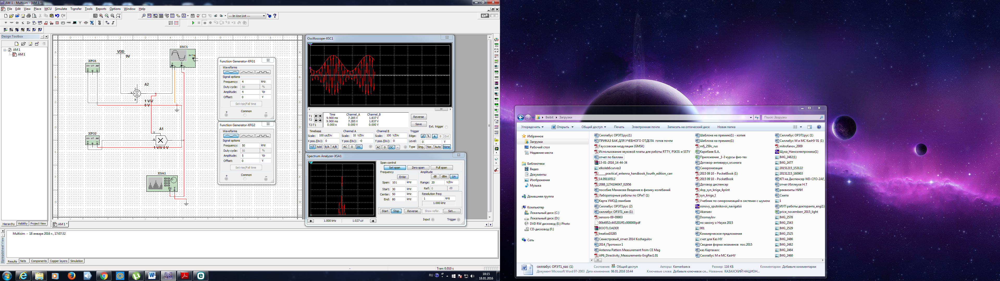 AM 1 - Multisim - [AM 1 *]
File Edit View Place MCU Simulate Transfer Tools Reports Options Window Help
--- In Use List ---
Design Toolbox
AM 1
AM 1
Hierarchy Visibility Project View
XFG1
VDD
9V
XSC1
Ext Trig
A2
1 V/V
0 V
XFG2
A1
1 V/V 0 V
XSA1
IN T
AM 1 *
Function Generator-XFG1
Waveforms
Signal options
Frequency: 4 kHz
Duty cycle: 50 %
Amplitude: 4 Vp
Offset: 0 V
Set rise/Fall time
+ Common −
Function Generator-XFG2
Waveforms
Signal options
Frequency: 50 kHz
Duty cycle: 50 %
Amplitude: 5 Vp
Offset: 0 V
Set rise/Fall time
+ Common −
Oscilloscope-XSC1
Time Channel_A Channel_B
T1 9.900 ms 7.285 V 1.837 V
T2 9.900 ms 7.285 V 1.837 V
T2-T1 0.000 s 0.000 V 0.000 V
Reverse
Save
Ext. trigger
Timebase Channel A Channel B Trigger
Scale: 100 us/Div Scale: 10 V/Div Scale: 100 V/Div Edge: A B Ext
X pos.(Div): 0 Y pos.(Div): -0 Y pos.(Div): 0 Level: 0 V
Y/T Add B/A A/B AC 0 DC AC 0 DC - Type Sing. Nor. Auto None
Spectrum Analyzer-XSA1
Span control
Set span Zero span Full span
Frequency Amplitude
Enter dB dBm Lin
Span: 101 kHz Range: 20 V/Div
Start: 30 kHz Ref: 0 dB
Center: 50 kHz Resolution freq:
End: 80 kHz 1 kHz
1.000 kHz
Start Stop Reverse Show refer. Set...
1.000 kHz 1.027 uV Input Trigger
Spreadsheet View
Multisim - 18 января 2016 г., 17:07:32
Results Nets Components Copper layers Simulation
Tran: 0.010 s
RU
18:15
18.01.2016
Beibit Загрузки
Поиск: Загрузки
Упорядочить Открыть Общий доступ Печать Электронная почта Записать на оптический диск Новая папка
Избранное
Загрузки
Рабочий стол
Недавние места
Библиотеки
Видео
Документы
Изображения
Музыка
Домашняя группа
Компьютер
Локальный диск (C:)
Локальный диск (D:)
DVD RW дисковод (E:) Photo
CD-дисковод (F:)
Сеть
Силлабус ОРЭТ1рус(1)
ПРИКАЗ БАК ДЛЯ УЧЕБНОГО ОТДЕЛА готов почти
Гауссовская модуляция (GMSK)
Использование звуковой платы для работы RTTY, PSK31 и SSTV
отчет по баллам
13-01-2016_14-44-34
elkoleb6curves3
____practical_antenna_handbook_fourth_edition_carr
14.09110512
2088_1274194047_02956
пособие Манакова Введение в физику колебаний
Лабораторные работы по ОРиТ (1)
Карта УМОД сванбаев
Силлабус ОРЭТ1рус (2)
силлабус ОРЭТ1_каз (1)
sensors-09-09903
00b4952c445201ff1c000000pdf
BOOTLOADER
treatise10285
Семестровый_отчет 2014 Kozhagulov
2014_Протокол 1
Antenna Pattern Measurement from CE Mag
AP6_Directivity_Measurements-EngRev1.01
Шаблона на премию(1) - копия
Шаблона на премию(1)
mfj_259c_rus
Карибаев Б.А.
Приложение _1-3 курсы физ-тех
Договор-антивирус,эл.книга
Синхронизация
2015 09 10 - PocketBook (1)
2015 09 10 - PocketBook
Договор диспенсер
dop_syn_kniga_4print
syn_kniga_l
Учебник по синхронизаций в системах с шумом
osnovy_sputnikovoi_navigatsii
Akanaev
Dosmaylov
по закону о Науке 2015
001
Коммерческое предложения
счет для Каз НУ
Сводная форма экзаменов пос.2015
каз Картахаос
Силлабус М и МС КазНУ
Силлабус ОРЭТ1рус (1)
Силлабус М и МС КазНУ 01 (1)
mitrofanov_2009
Щука_Наноэлектроника(1)
IMG_2482(1)
IMG_2477
20151215_153122
20151215_160903
КП на Диспенсер WD-CFO-2AF,
отчет Изтлеуов Н.Т
реквизиты НИИ
Смета
1
ИУП работы докторанта_eng(1)
price_novemberr_2015_light
IMG_2578
IMG_2543
IMG_2529
IMG_2525
IMG_2486
IMG_2482
IMG_2464
IMG_2460
силлабус ОРЭТ1_каз (1) Состояние: Общий доступ Авторы: Kemerbaeva Размер: 116 КБ Комментарии: Добавьте комментарии
Документ Microsoft Word 97-2003 Дата изменения: 06.01.2016 10:44 Ключевые слова: Добавьте ключевое сл... Название: КАЗАХСКИЙ НАЦИОН...